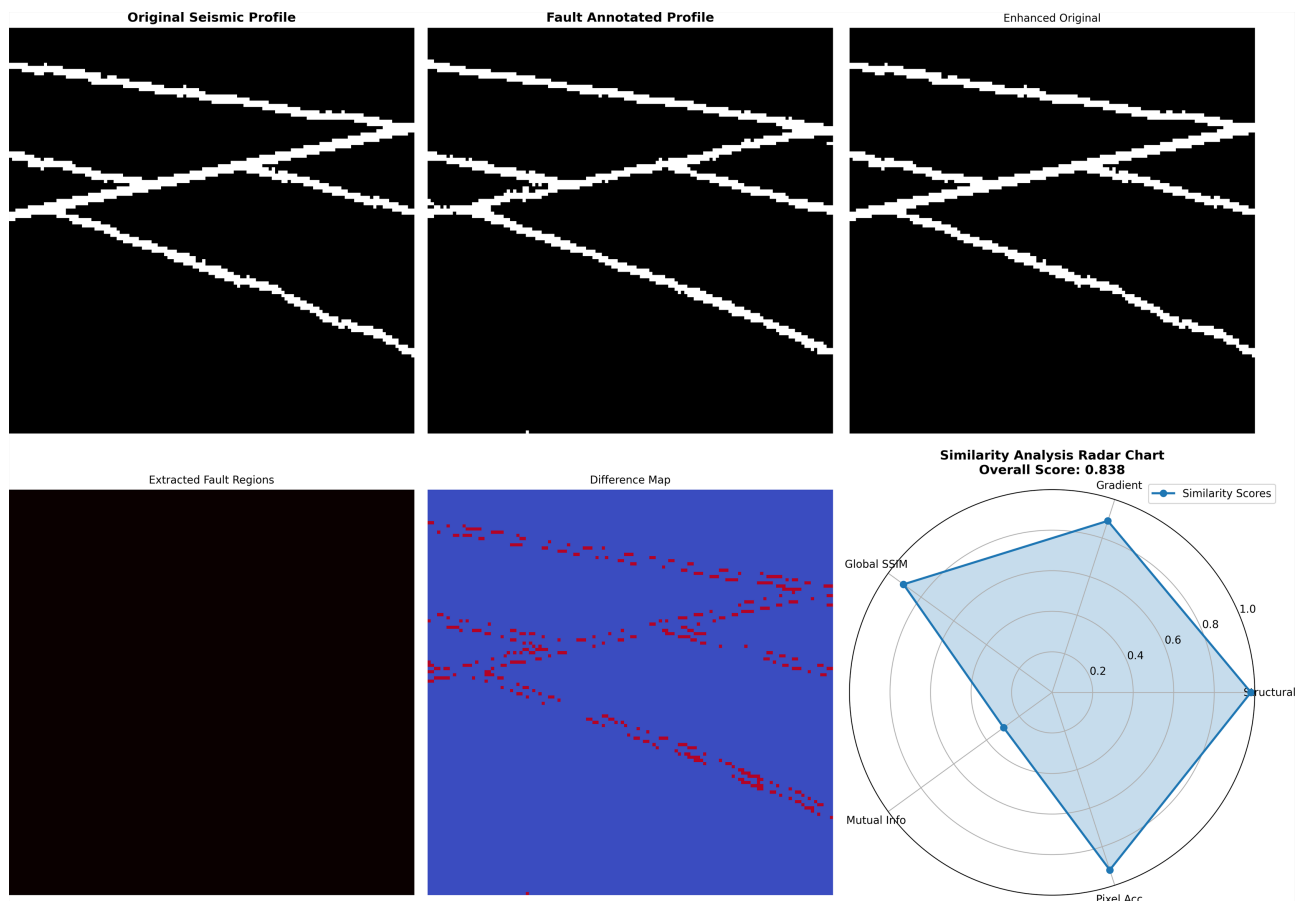 Original Seismic Profile
Fault Annotated Profile
Enhanced Original
Extracted Fault Regions
Difference Map
Similarity Analysis Radar Chart
Overall Score: 0.838
Gradient
Similarity Scores
Global SSIM
1.0
0.8
0.6
0.4
0.2
Structural
Mutual Info
Pixel Acc